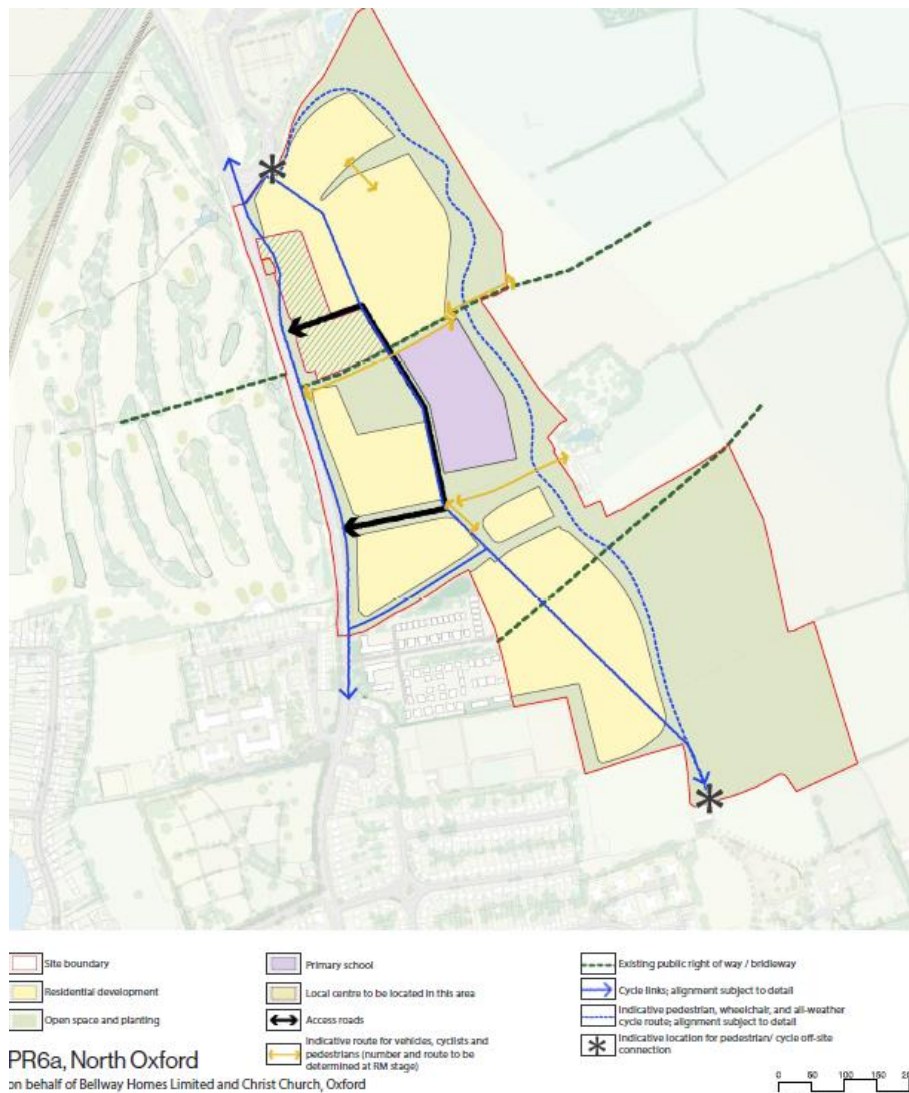 Site boundary
Residential development
Open space and planting
Primary school
Local centre to be located in this area
Access roads
Indicative route for vehicles, cyclists and
pedestrians (number and route to be
determined at RM stage)
Existing public right of way / bridleway
Cycle links; alignment subject to detail
Indicative pedestrian, wheelchair, and all-weather
cycle route; alignment subject to detail
Indicative location for pedestrian/ cycle off-site
connection
PR6a, North Oxford
on behalf of Bellway Homes Limited and Christ Church, Oxford
0 50 100 150